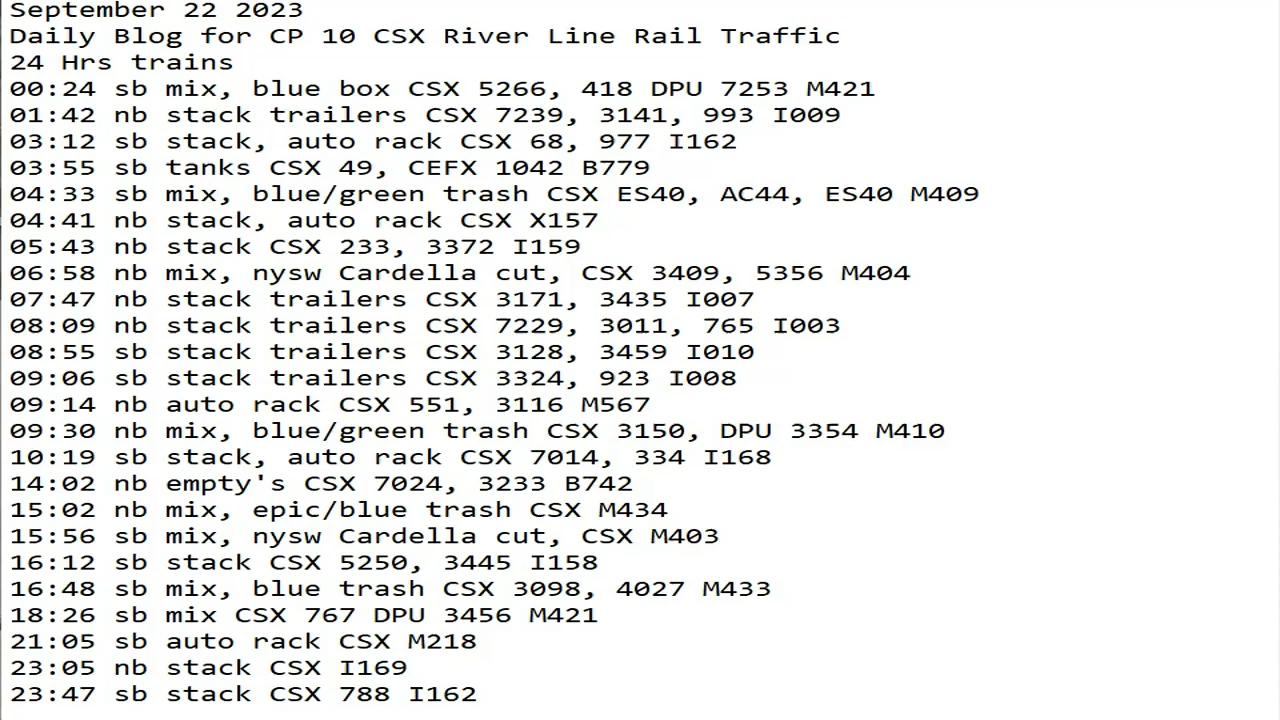 September 22 2023
Daily Blog for CP 10 CSX River Line Rail Traffic
24 Hrs trains
00:24 sb mix, blue box CSX 5266, 418 DPU 7253 M421
01:42 nb stack trailers CSX 7239, 3141, 993 I009
03:12 sb stack, auto rack CSX 68, 977 I162
03:55 sb tanks CSX 49, CEFX 1042 B779
04:33 sb mix, blue/green trash CSX ES40, AC44, ES40 M409
04:41 nb stack, auto rack CSX X157
05:43 nb stack CSX 233, 3372 I159
06:58 nb mix, nysw Cardella cut, CSX 3409, 5356 M404
07:47 nb stack trailers CSX 3171, 3435 I007
08:09 nb stack trailers CSX 7229, 3011, 765 I003
08:55 sb stack trailers CSX 3128, 3459 I010
09:06 sb stack trailers CSX 3324, 923 I008
09:14 nb auto rack CSX 551, 3116 M567
09:30 nb mix, blue/green trash CSX 3150, DPU 3354 M410
10:19 sb stack, auto rack CSX 7014, 334 I168
14:02 nb empty's CSX 7024, 3233 B742
15:02 nb mix, epic/blue trash CSX M434
15:56 sb mix, nysw Cardella cut, CSX M403
16:12 sb stack CSX 5250, 3445 I158
16:48 sb mix, blue trash CSX 3098, 4027 M433
18:26 sb mix CSX 767 DPU 3456 M421
21:05 sb auto rack CSX M218
23:05 nb stack CSX I169
23:47 sb stack CSX 788 I162